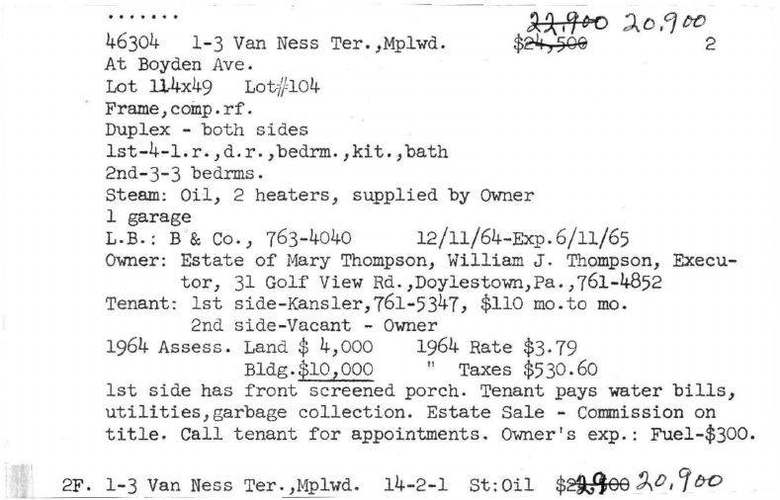 .......
22,900 20,900
46304 1-3 Van Ness Ter.,Mplwd. $24,500 2
At Boyden Ave.
Lot 114x49 Lot#104
Frame,comp.rf.
Duplex - both sides
1st-4-l.r.,d.r.,bedrm.,kit.,bath
2nd-3-3 bedrms.
Steam: Oil, 2 heaters, supplied by Owner
1 garage
L.B.: B & Co., 763-4040 12/11/64-Exp.6/11/65
Owner: Estate of Mary Thompson, William J. Thompson, Execu-
tor, 31 Golf View Rd.,Doylestown,Pa.,761-4852
Tenant: 1st side-Kansler,761-5347, $110 mo.to mo.
2nd side-Vacant - Owner
1964 Assess. Land $ 4,000 1964 Rate $3.79
Bldg.$10,000 " Taxes $530.60
1st side has front screened porch. Tenant pays water bills,
utilities,garbage collection. Estate Sale - Commission on
title. Call tenant for appointments. Owner's exp.: Fuel-$300.
2F. 1-3 Van Ness Ter.,Mplwd. 14-2-1 St:Oil 20,900